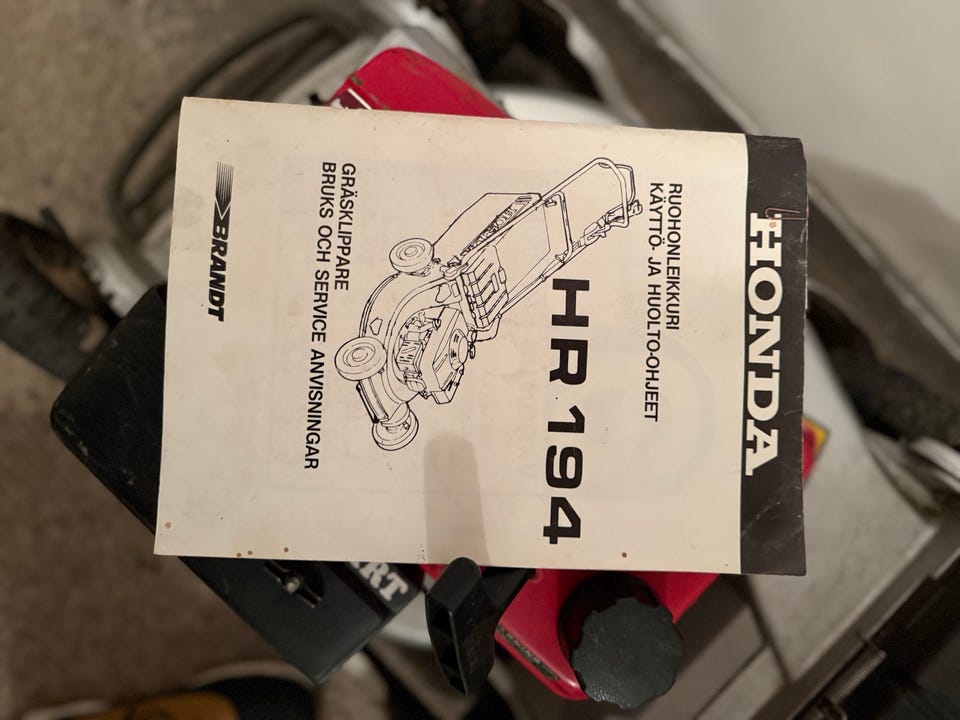 HONDA
RUOHONLEIKKURI
KÄYTTÖ- JA HUOLTO-OHJEET
HR 194
GRÄSKLIPPARE
BRUKS OCH SERVICE ANVISNINGAR
BRANDT